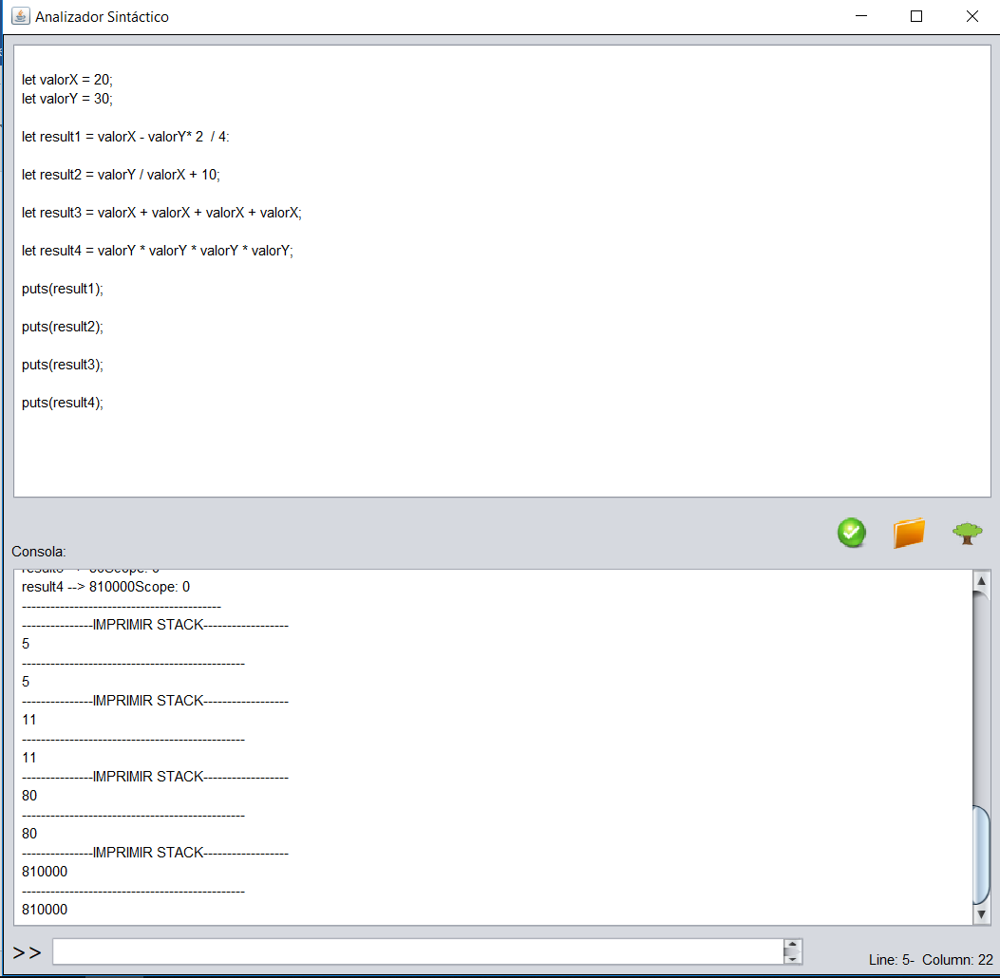 Analizador Sintáctico
let valorX = 20;
let valorY = 30;
let result1 = valorX - valorY* 2  / 4:
let result2 = valorY / valorX + 10;
let result3 = valorX + valorX + valorX + valorX;
let result4 = valorY * valorY * valorY * valorY;
puts(result1);
puts(result2);
puts(result3);
puts(result4);
Consola:
result4 --> 810000Scope: 0
------------------------------------------
---------------IMPRIMIR STACK------------------
5
-----------------------------------------------
5
---------------IMPRIMIR STACK------------------
11
-----------------------------------------------
11
---------------IMPRIMIR STACK------------------
80
-----------------------------------------------
80
---------------IMPRIMIR STACK------------------
810000
-----------------------------------------------
810000
>>
Line: 5-  Column: 22